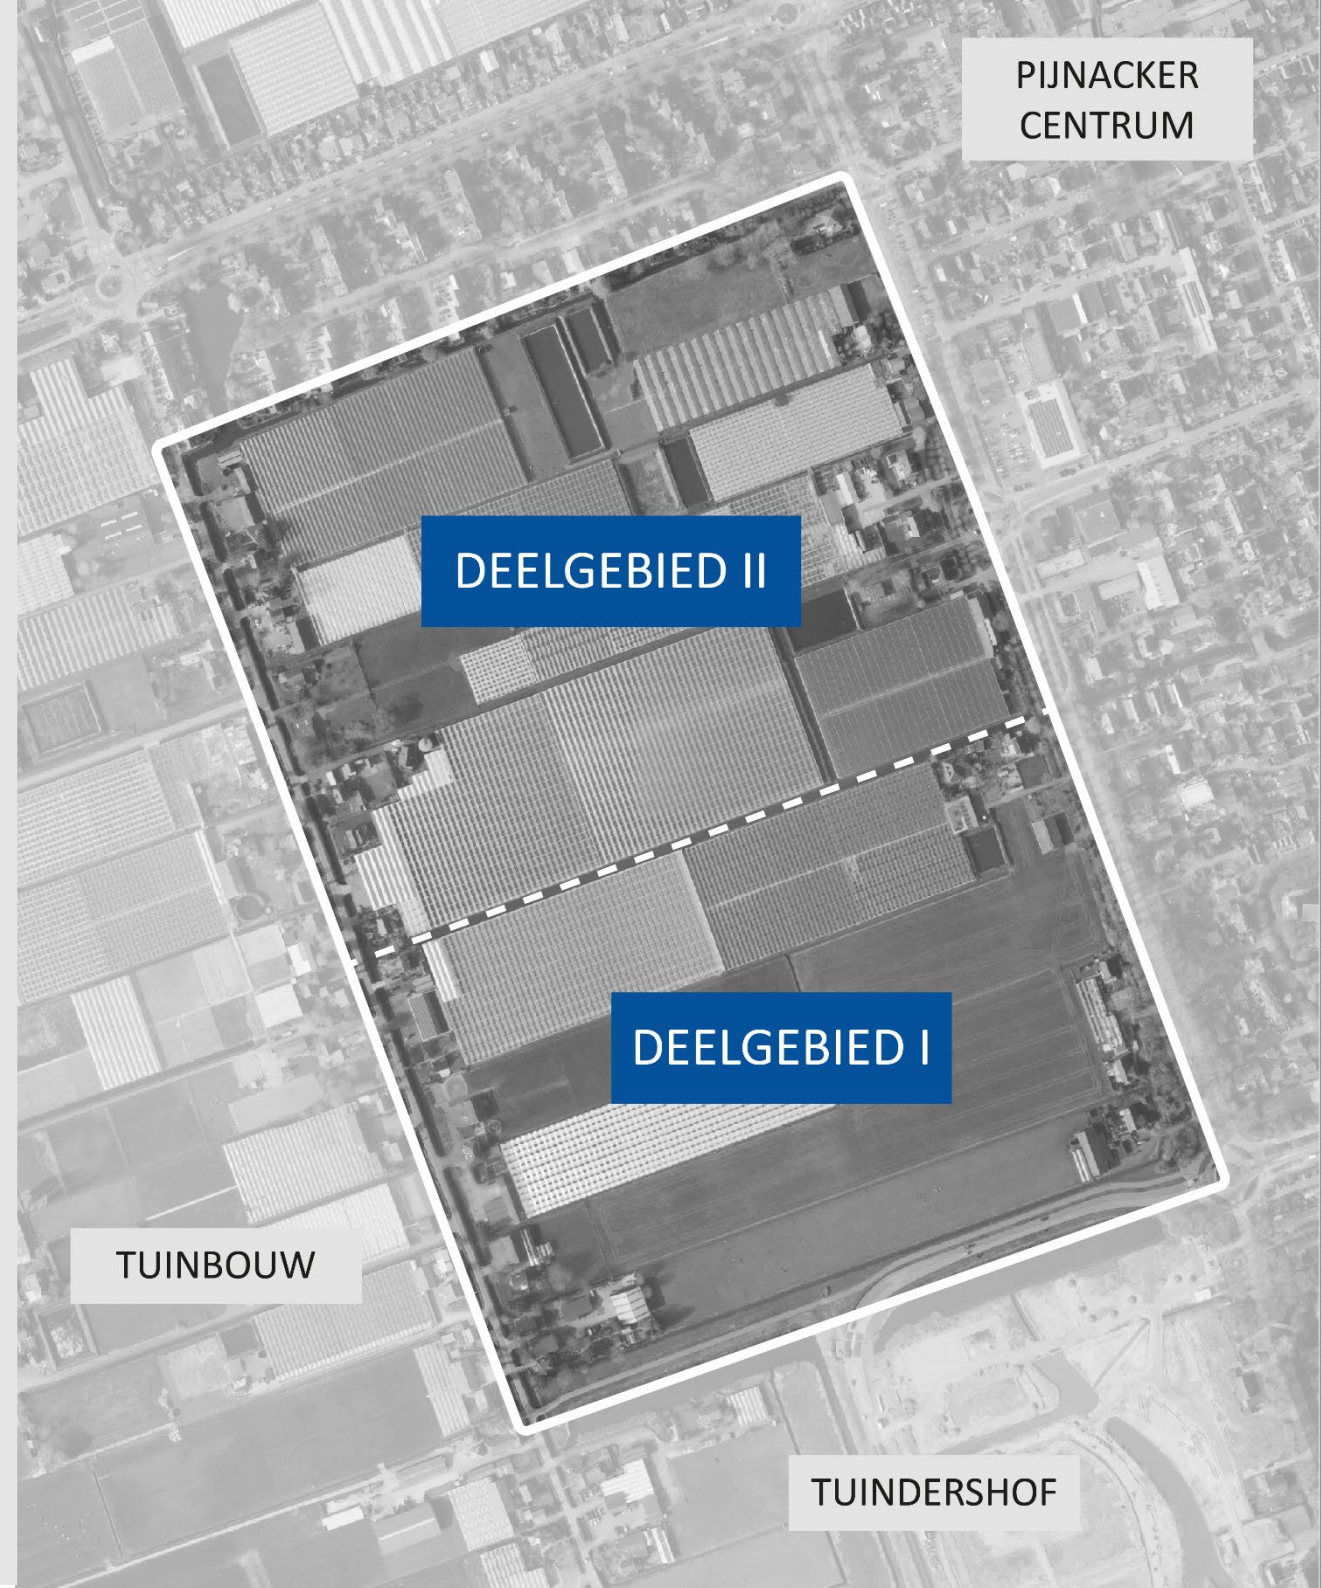 PIJNACKER
CENTRUM
DEELGEBIED II
DEELGEBIED I
TUINBOUW
TUINDERSHOF